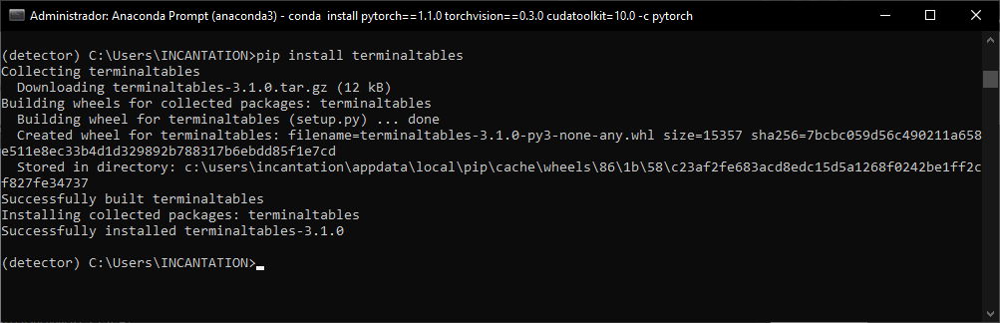 Administrador: Anaconda Prompt (anaconda3) - conda  install pytorch==1.1.0 torchvision==0.3.0 cudatoolkit=10.0 -c pytorch
(detector) C:\Users\INCANTATION>pip install terminaltables
Collecting terminaltables
  Downloading terminaltables-3.1.0.tar.gz (12 kB)
Building wheels for collected packages: terminaltables
  Building wheel for terminaltables (setup.py) ... done
  Created wheel for terminaltables: filename=terminaltables-3.1.0-py3-none-any.whl size=15357 sha256=7bcbc059d56c490211a658
e511e8ec33b4d1d329892b788317b6ebdd85f1e7cd
  Stored in directory: c:\users\incantation\appdata\local\pip\cache\wheels\86\1b\58\c23af2fe683acd8edc15d5a1268f0242be1ff2c
f827fe34737
Successfully built terminaltables
Installing collected packages: terminaltables
Successfully installed terminaltables-3.1.0
(detector) C:\Users\INCANTATION>